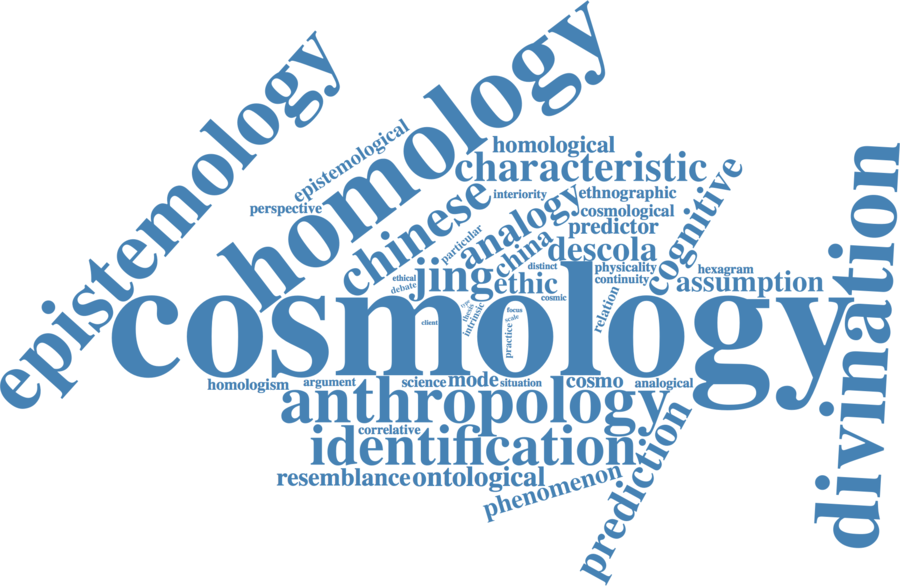 epistemology
homology
epistemological
homological
characteristic
perspective
chinese
interiority
analogy
ethnographic
cosmological
predictor
cognitive
particular
china
descola
divination
ethical
debate
jing
ethic
distinct
cosmic
physicality
continuity
hexagram
assumption
cosmology
client
type
thesis
intrinsic
focus
scale
practice
relation
homologism
argument
science
mode
situation
cosmo
analogical
anthropology
correlative
identification
prediction
resemblance
ontological
phenomenon